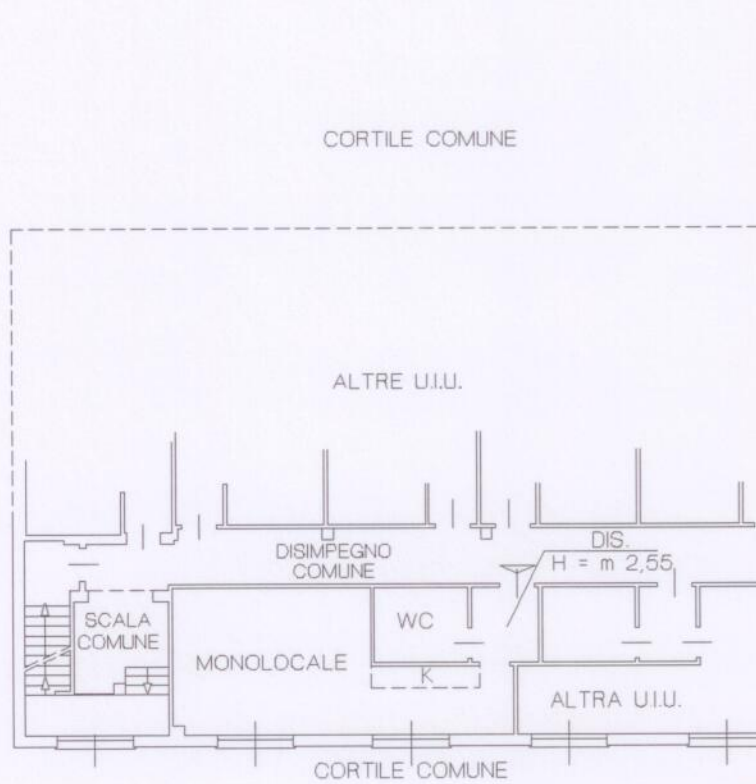 CORTILE COMUNE
ALTRE U.I.U.
DISIMPEGNO
COMUNE
DIS.
H = m 2,55
SCALA
COMUNE
WC
MONOLOCALE
K
ALTRA U.I.U.
CORTILE COMUNE